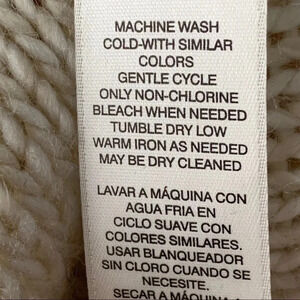 MACHINE WASH
COLD-WITH SIMILAR
COLORS
GENTLE CYCLE
ONLY NON-CHLORINE
BLEACH WHEN NEEDED
TUMBLE DRY LOW
WARM IRON AS NEEDED
MAY BE DRY CLEANED
LAVAR A MÁQUINA CON
AGUA FRIA EN
CICLO SUAVE CON
COLORES SIMILARES.
USAR BLANQUEADOR
SIN CLORO CUANDO SE
NECESITE.
SECAR A MÁQUINA A